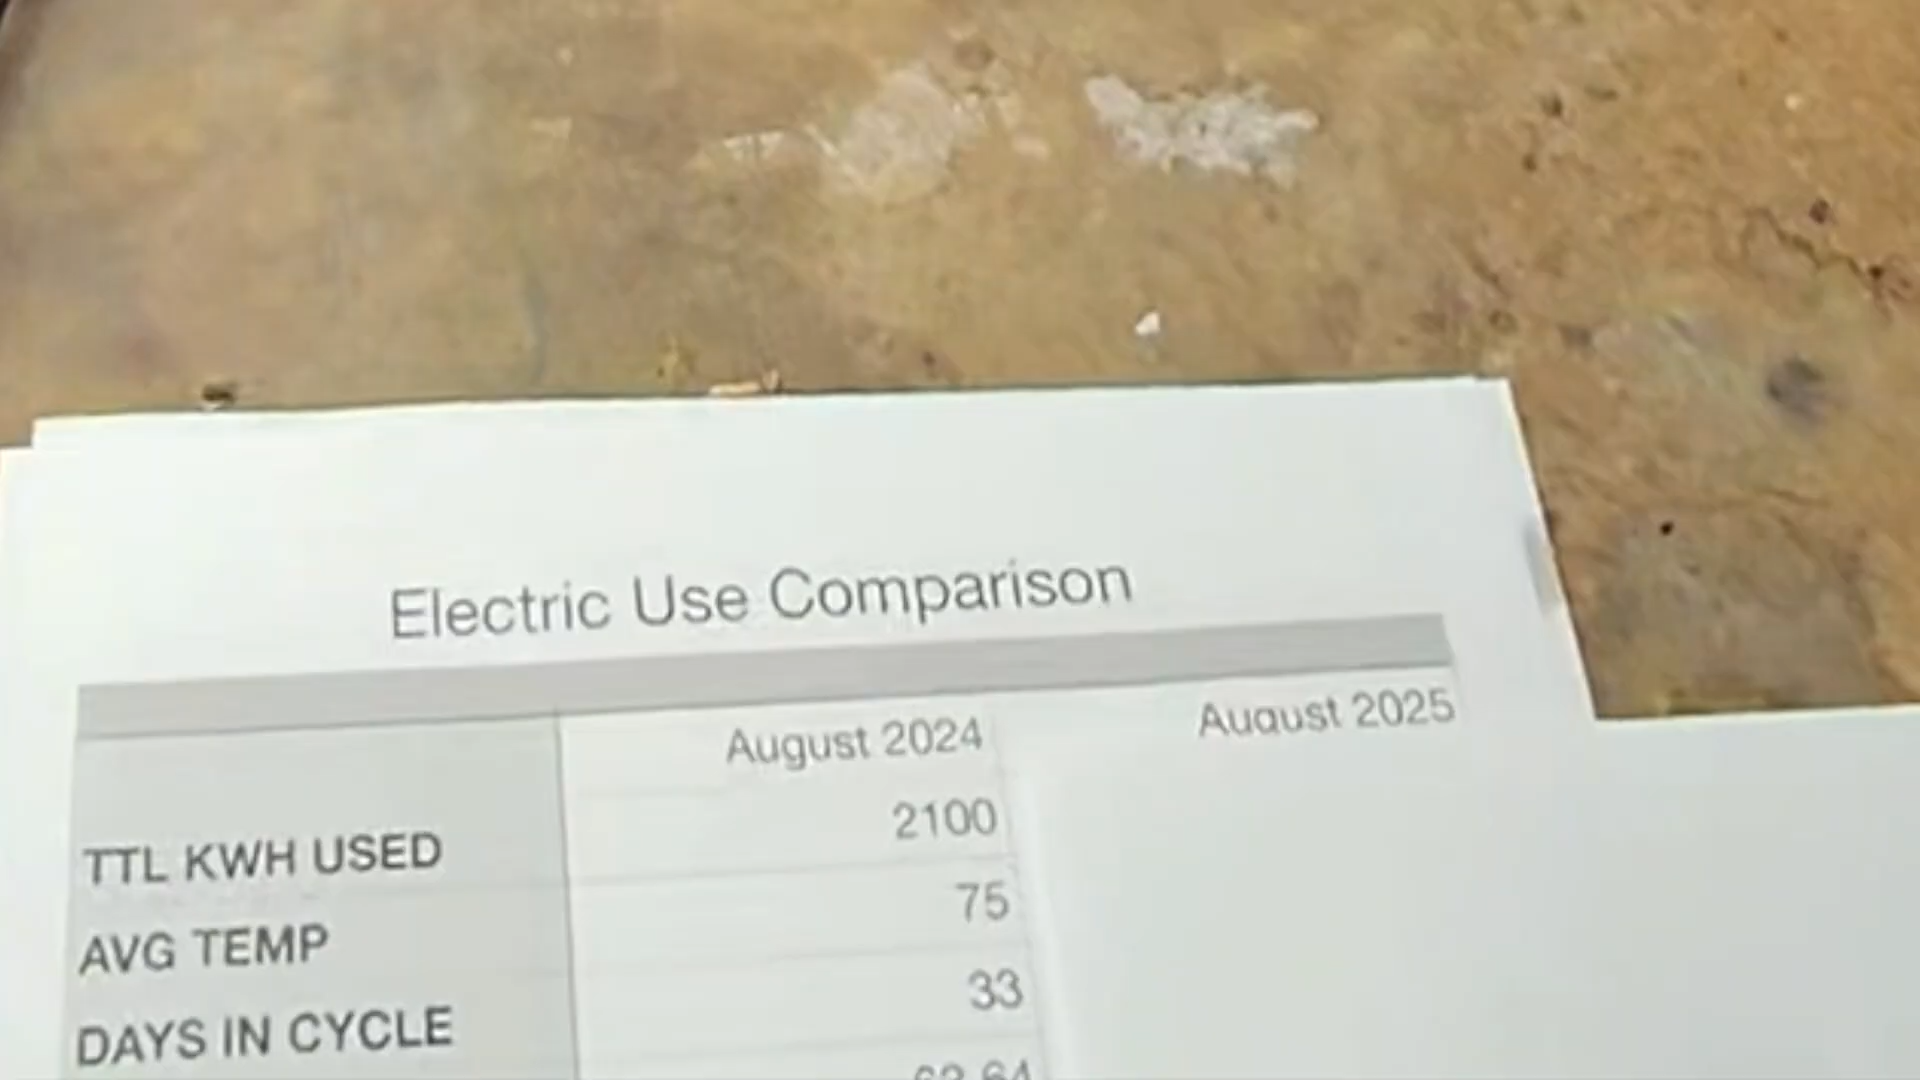 Electric Use Comparison
August 2024 August 2025
TTL KWH USED 2100
AVG TEMP 75
DAYS IN CYCLE 33